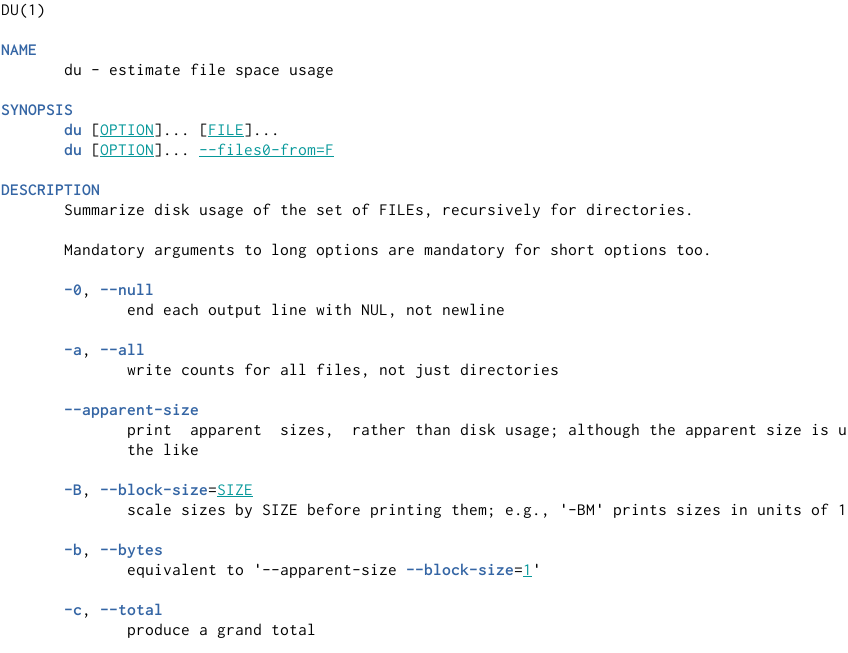 DU(1)
NAME
du - estimate file space usage
SYNOPSIS
du [OPTION]... [FILE]...
du [OPTION]... --files0-from=F
DESCRIPTION
Summarize disk usage of the set of FILEs, recursively for directories.
Mandatory arguments to long options are mandatory for short options too.
-0, --null
end each output line with NUL, not newline
-a, --all
write counts for all files, not just directories
--apparent-size
print  apparent  sizes,  rather than disk usage; although the apparent size is u
the like
-B, --block-size=SIZE
scale sizes by SIZE before printing them; e.g., '-BM' prints sizes in units of 1
-b, --bytes
equivalent to '--apparent-size --block-size=1'
-c, --total
produce a grand total